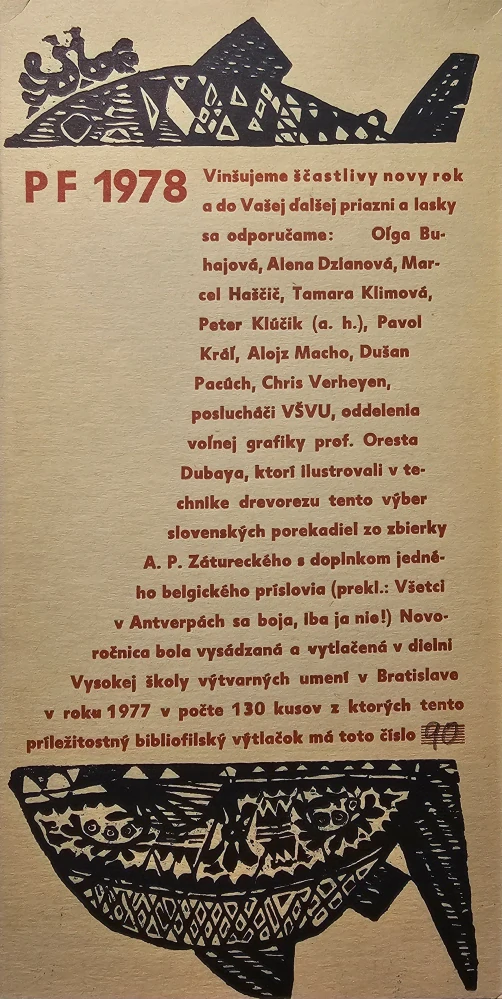 PF 1978
Vinšujeme ščastlivy novy rok
a do Vašej ďalšej priazni a lasky
sa odporučame: Oľga Bu-
hajová, Alena Dzianová, Mar-
cel Haščič, Tamara Klimová,
Peter Klúčik (a. h.), Pavol
Kráľ, Alojz Macho, Dušan
Pacúch, Chris Verheyen,
poslucháči VŠVU, oddelenia
voľnej grafiky prof. Oresta
Dubaya, ktorí ilustrovali v te-
chnike drevorezu tento výber
slovenských porekadiel zo zbierky
A. P. Zátureckého s doplnkom jedné-
ho belgického príslovia (prekl.: Všetci
v Antverpách sa boja, iba ja nie!) Novo-
ročnica bola vysádzaná a vytlačená v dielni
Vysokej školy výtvarných umení v Bratislave
v roku 1977 v počte 130 kusov z ktorých tento
príležitostný bibliofilský výtlačok má toto číslo 90